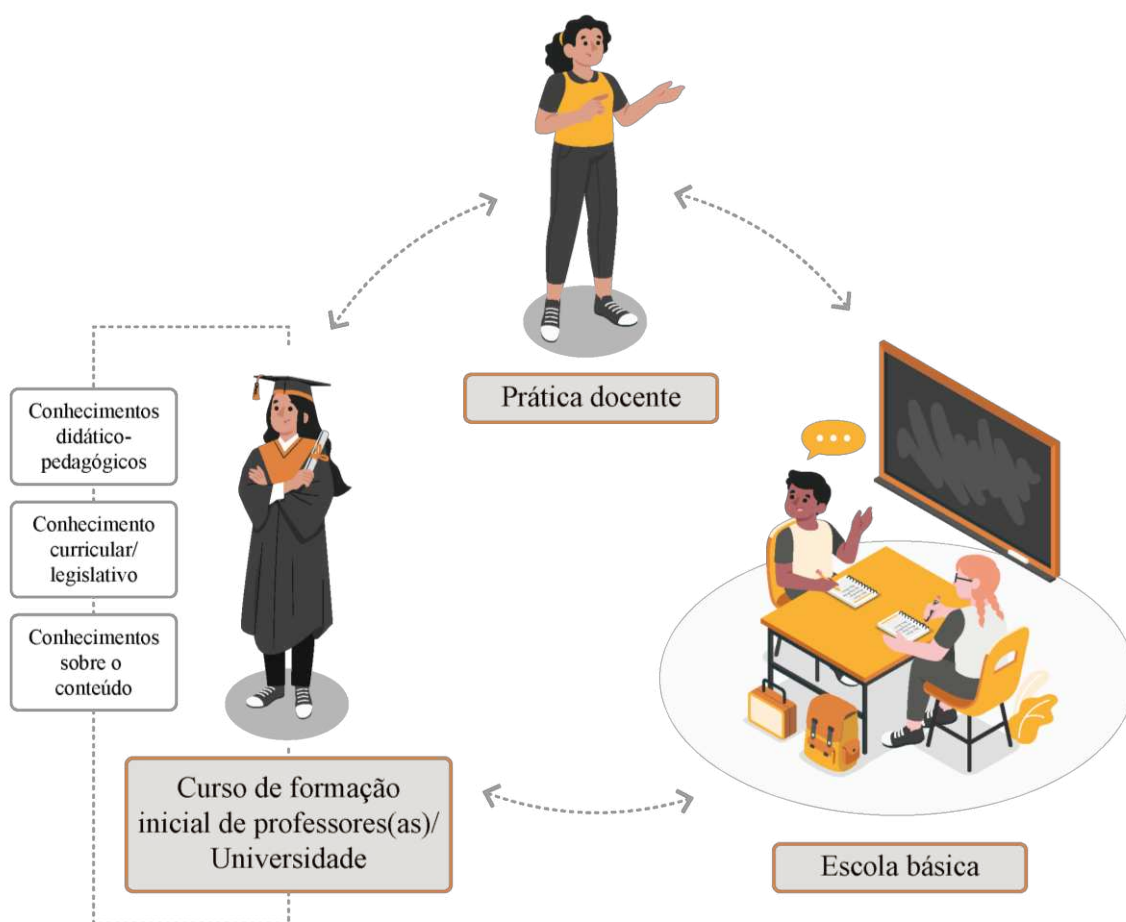 Prática docente
Conhecimentos
didático-
pedagógicos
Conhecimento
curricular/
legislativo
Conhecimentos
sobre o
conteúdo
Curso de formação
inicial de professores(as)/
Universidade
Escola básica